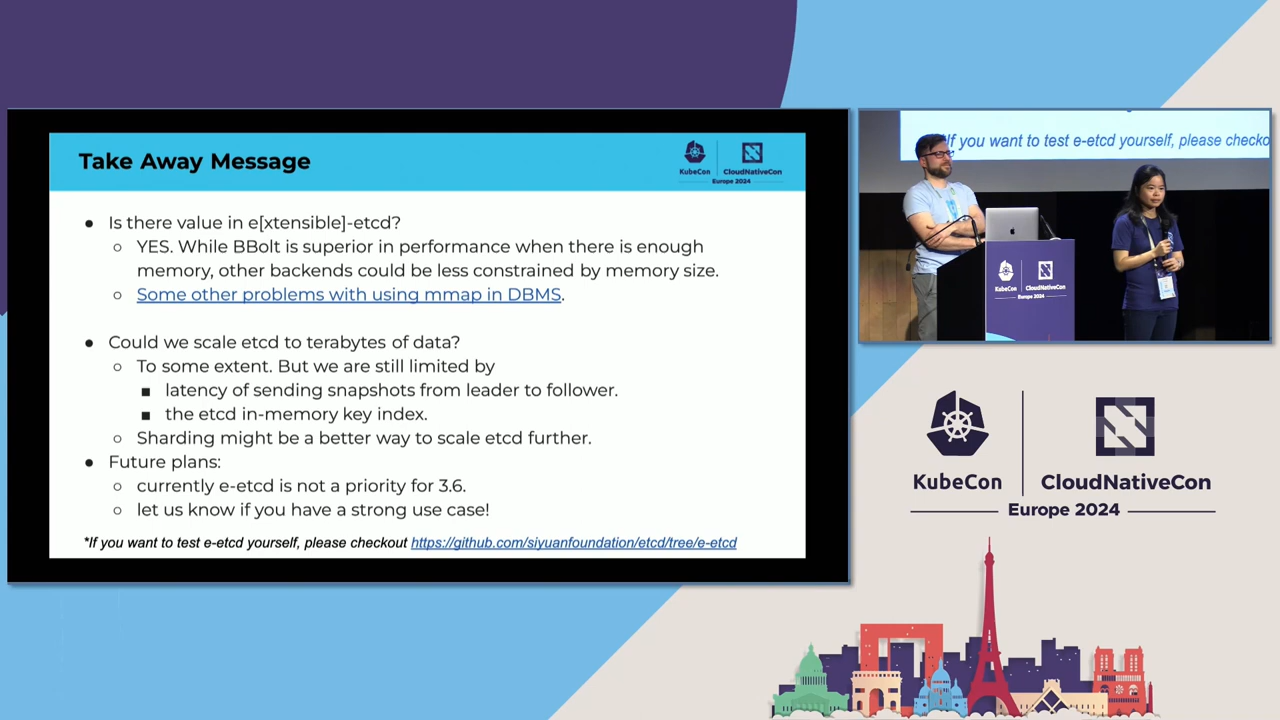 Take Away Message
KubeCon
CloudNativeCon
Europe 2024
● Is there value in e[xtensible]-etcd?
○ YES. While BBolt is superior in performance when there is enough
memory, other backends could be less constrained by memory size.
○ Some other problems with using mmap in DBMS.
● Could we scale etcd to terabytes of data?
○ To some extent. But we are still limited by
■ latency of sending snapshots from leader to follower.
■ the etcd in-memory key index.
○ Sharding might be a better way to scale etcd further.
● Future plans:
○ currently e-etcd is not a priority for 3.6.
○ let us know if you have a strong use case!
*If you want to test e-etcd yourself, please checkout https://github.com/siyuanfoundation/etcd/tree/e-etcd
If you want to test e-etcd yourself, please checko
KubeCon
CloudNativeCon
Europe 2024
KubeCon
CloudNativeCon
Europe 2024